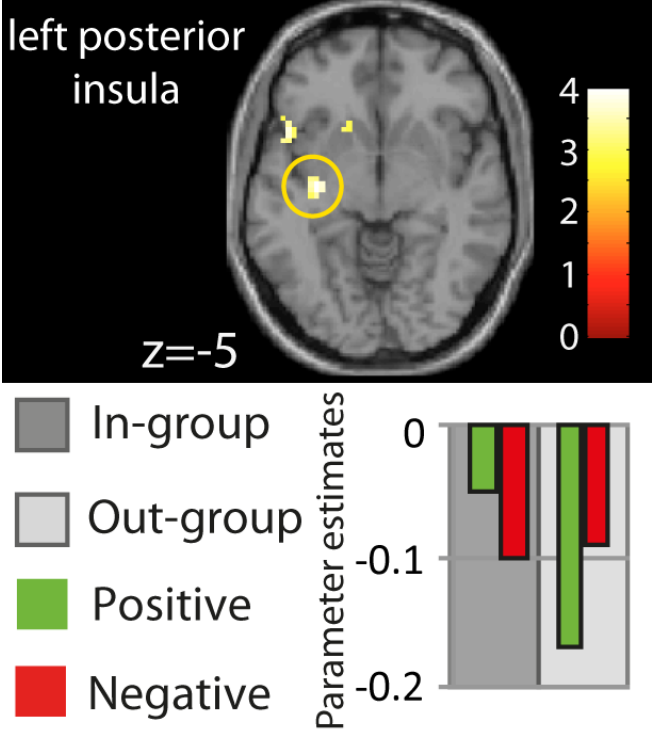 left posterior
insula
4
3
2
1
0
z=-5
In-group
Out-group
Positive
Negative
Parameter estimates
0
-0.1
-0.2